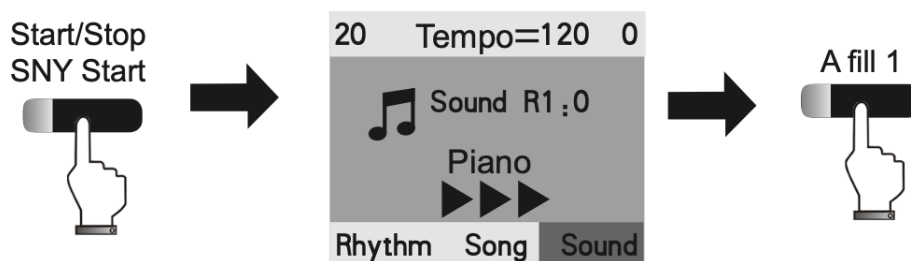 Start/Stop
SNY Start
20 Tempo=120 0
Sound R1:0
Piano
Rhythm Song Sound
A fill 1